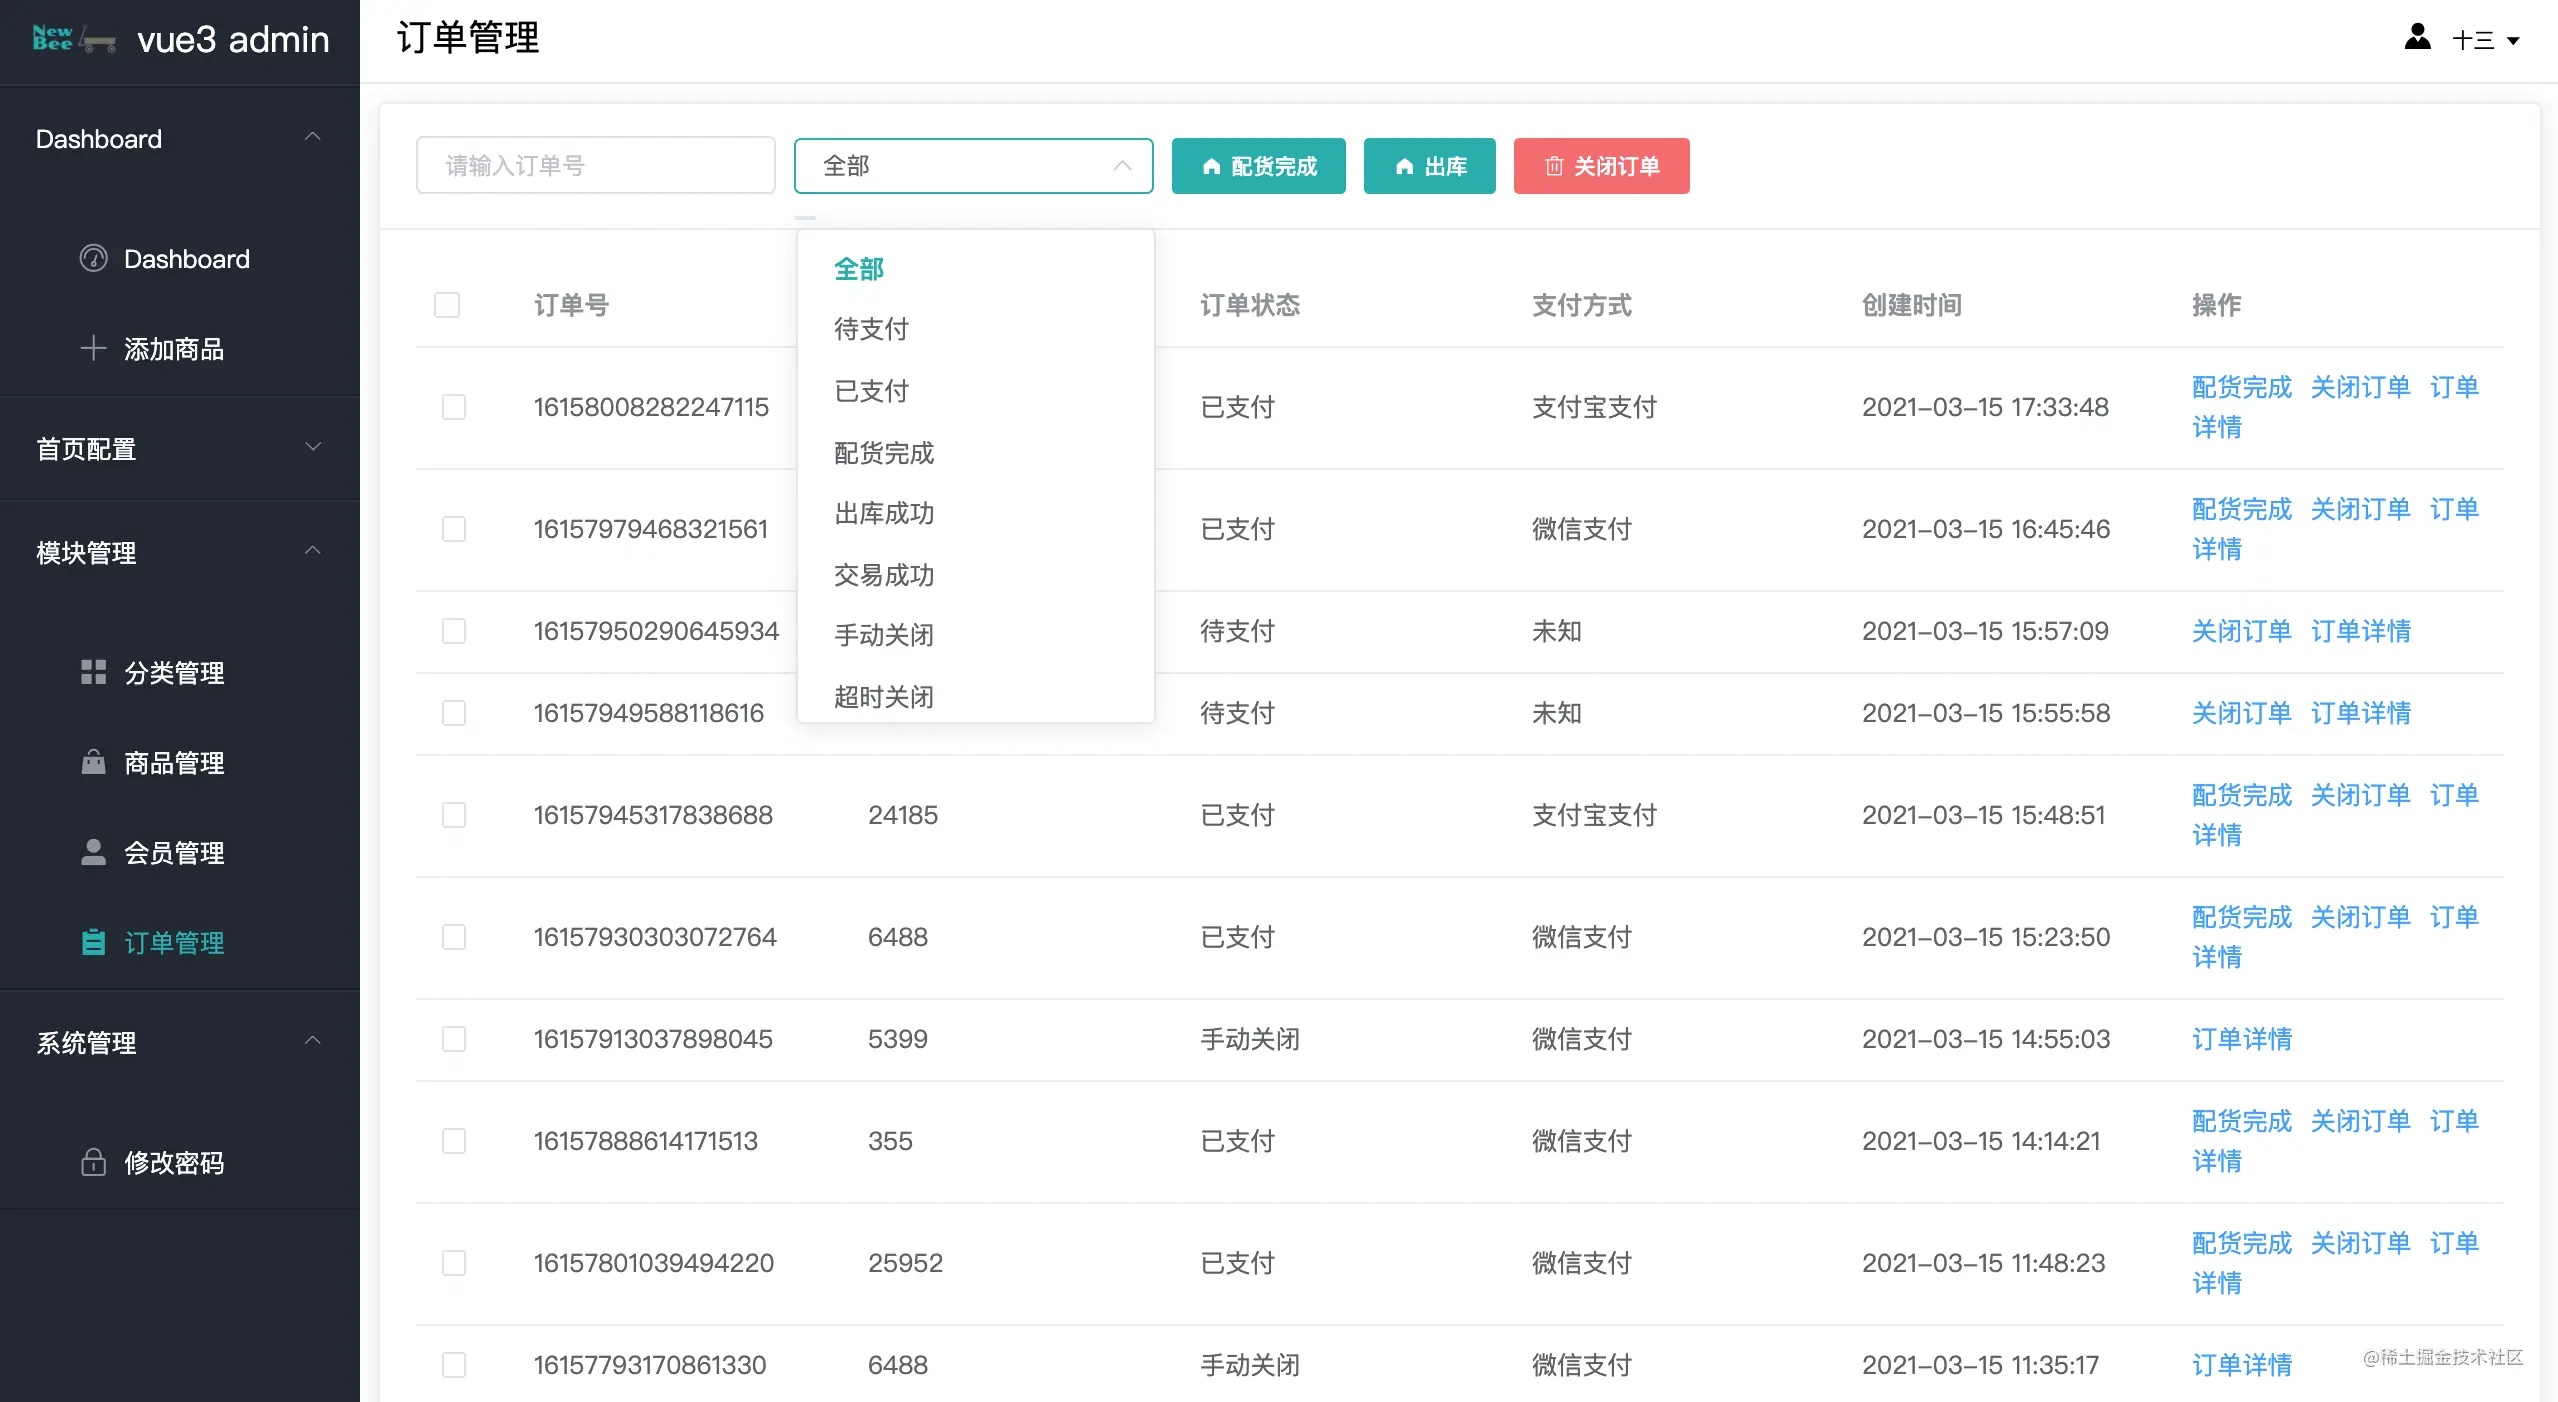 New
Bee
vue3 admin
订单管理
十三
Dashboard
Dashboard
添加商品
首页配置
模块管理
分类管理
商品管理
会员管理
订单管理
系统管理
修改密码
请输入订单号
全部
配货完成
出库
关闭订单
全部
待支付
已支付
配货完成
出库成功
交易成功
手动关闭
超时关闭
订单号 订单状态 支付方式 创建时间 操作
16158008282247115 已支付 支付宝支付 2021-03-15 17:33:48 配货完成 关闭订单 订单
详情
16157979468321561 已支付 微信支付 2021-03-15 16:45:46 配货完成 关闭订单 订单
详情
16157950290645934 待支付 未知 2021-03-15 15:57:09 关闭订单 订单详情
16157949588118616 待支付 未知 2021-03-15 15:55:58 关闭订单 订单详情
16157945317838688 24185 已支付 支付宝支付 2021-03-15 15:48:51 配货完成 关闭订单 订单
详情
16157930303072764 6488 已支付 微信支付 2021-03-15 15:23:50 配货完成 关闭订单 订单
详情
16157913037898045 5399 手动关闭 微信支付 2021-03-15 14:55:03 订单详情
16157888614171513 355 已支付 微信支付 2021-03-15 14:14:21 配货完成 关闭订单 订单
详情
16157801039494220 25952 已支付 微信支付 2021-03-15 11:48:23 配货完成 关闭订单 订单
详情
16157793170861330 6488 手动关闭 微信支付 2021-03-15 11:35:17 订单详情
@稀土掘金技术社区